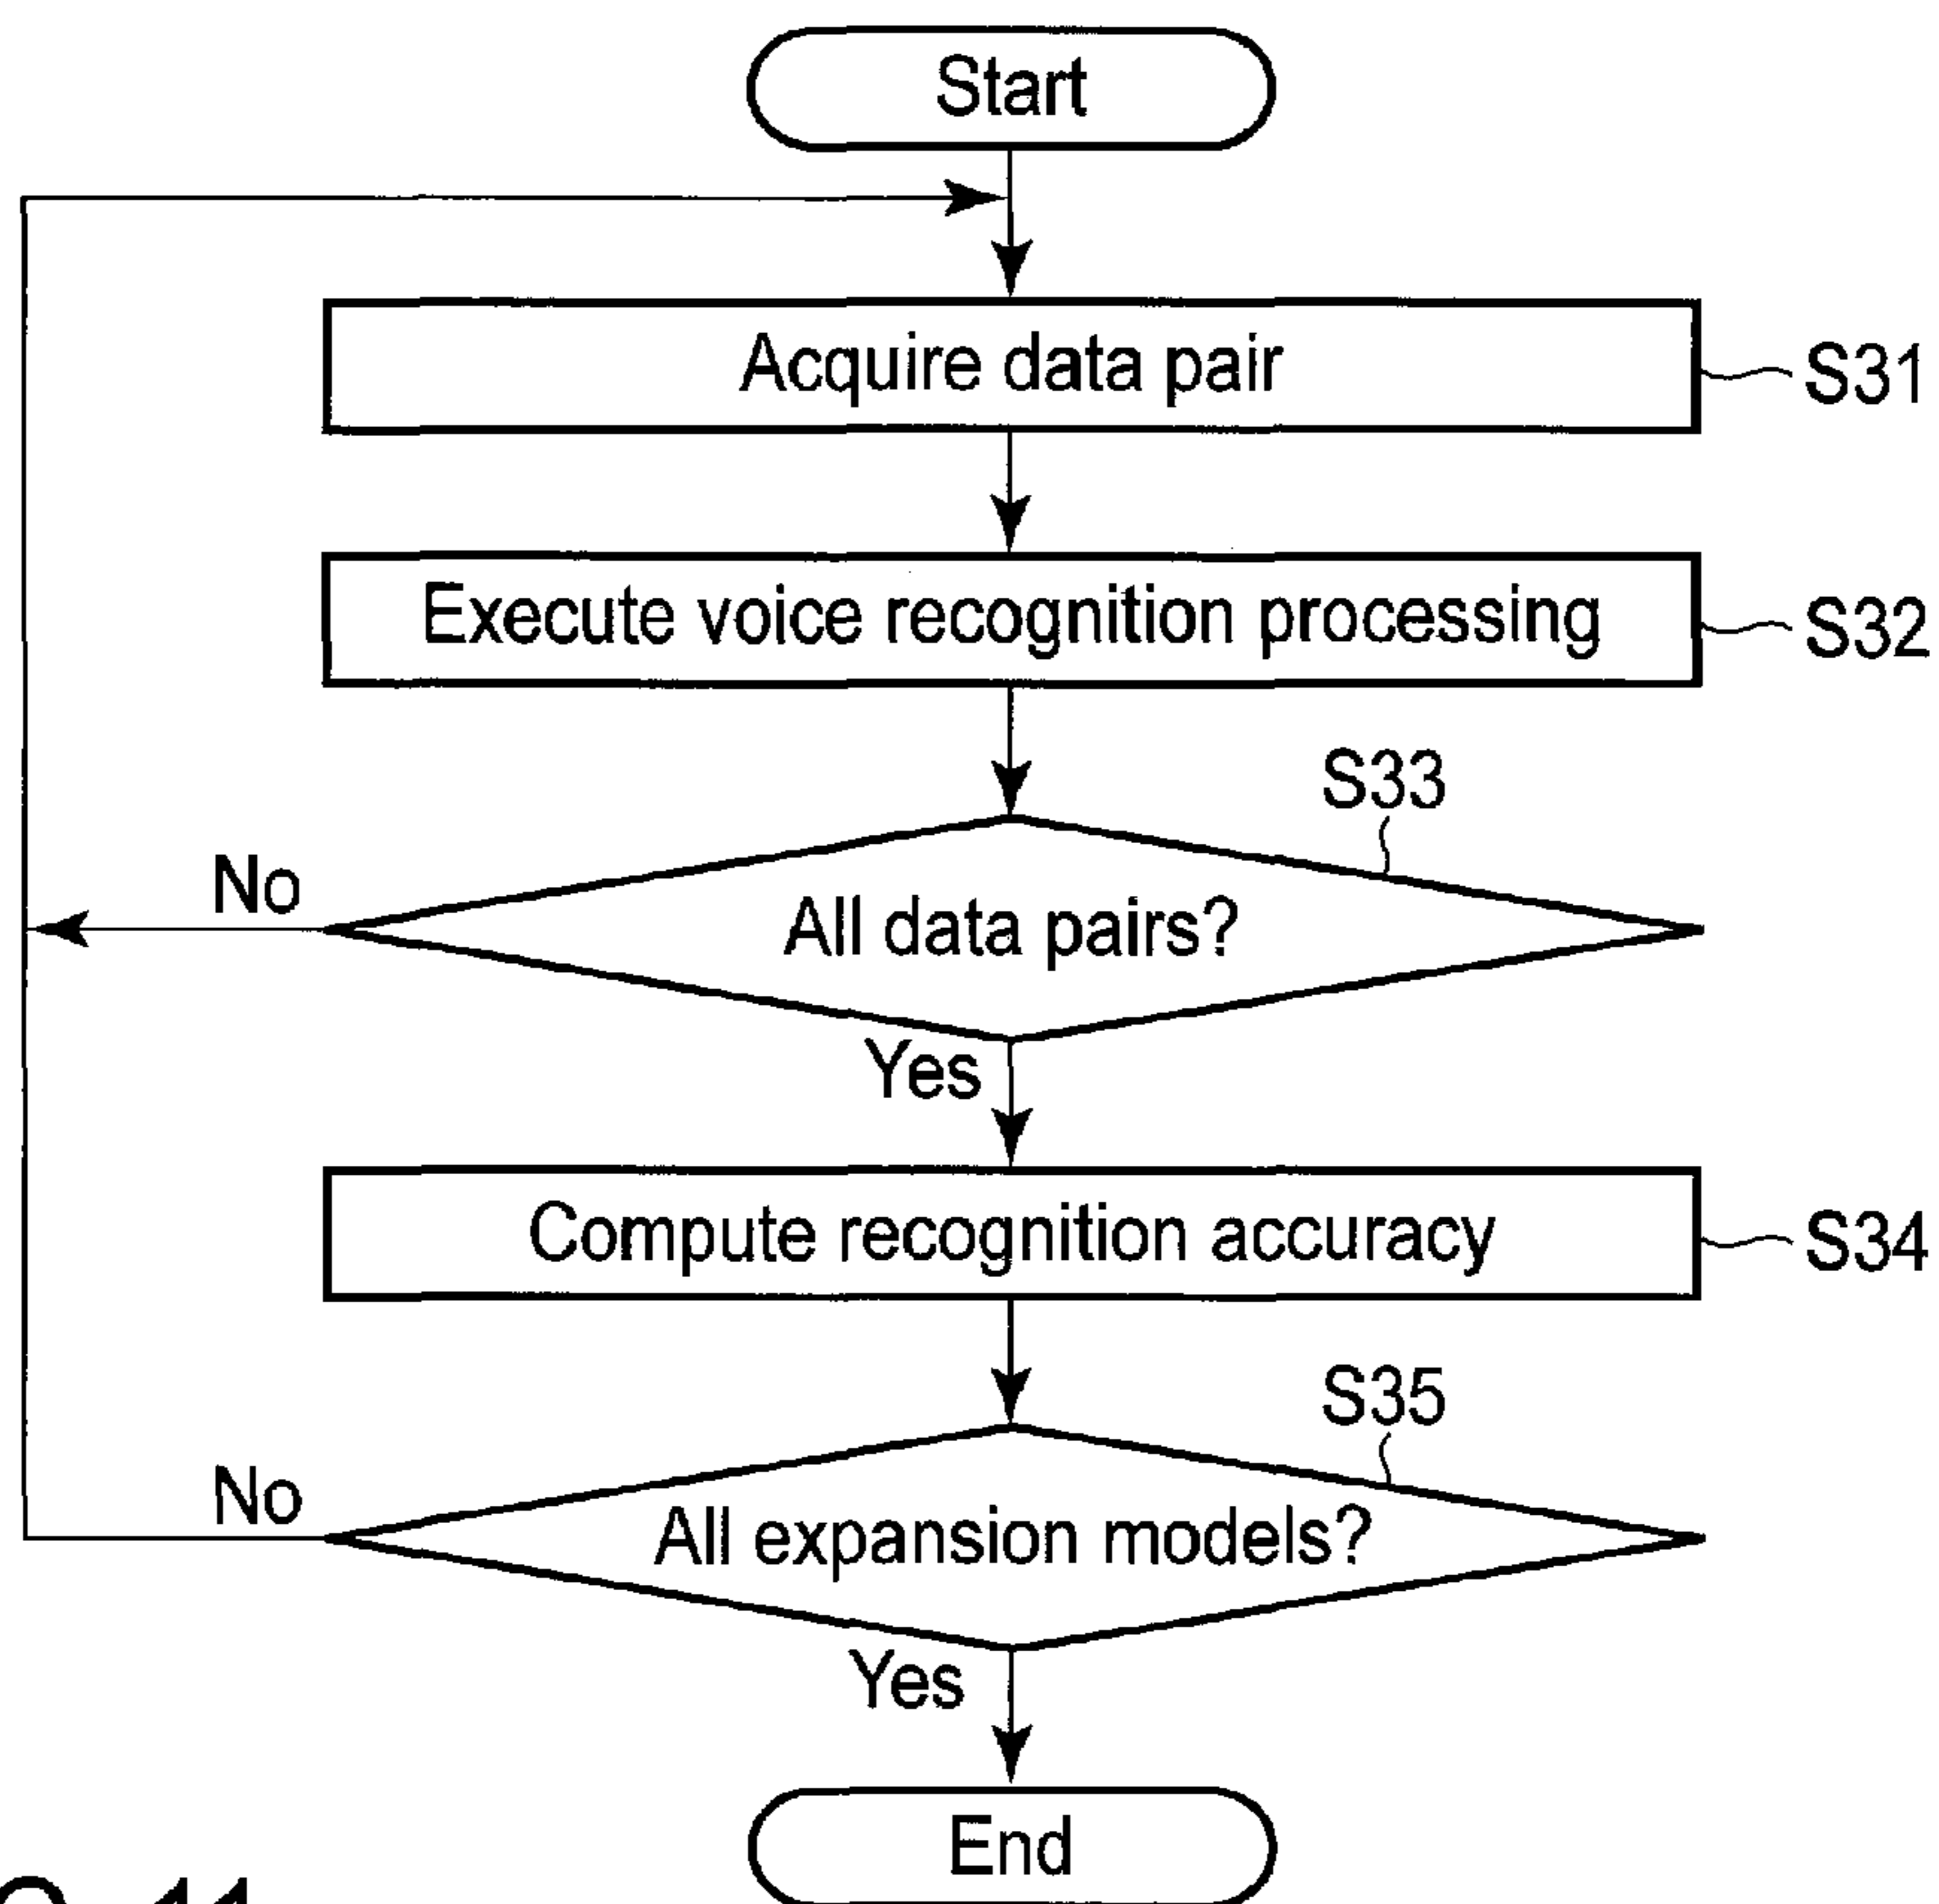 Start
Acquire data pair
S31
Execute voice recognition processing
S32
S33
No
All data pairs?
Yes
Compute recognition accuracy
S34
S35
No
All expansion models?
Yes
End